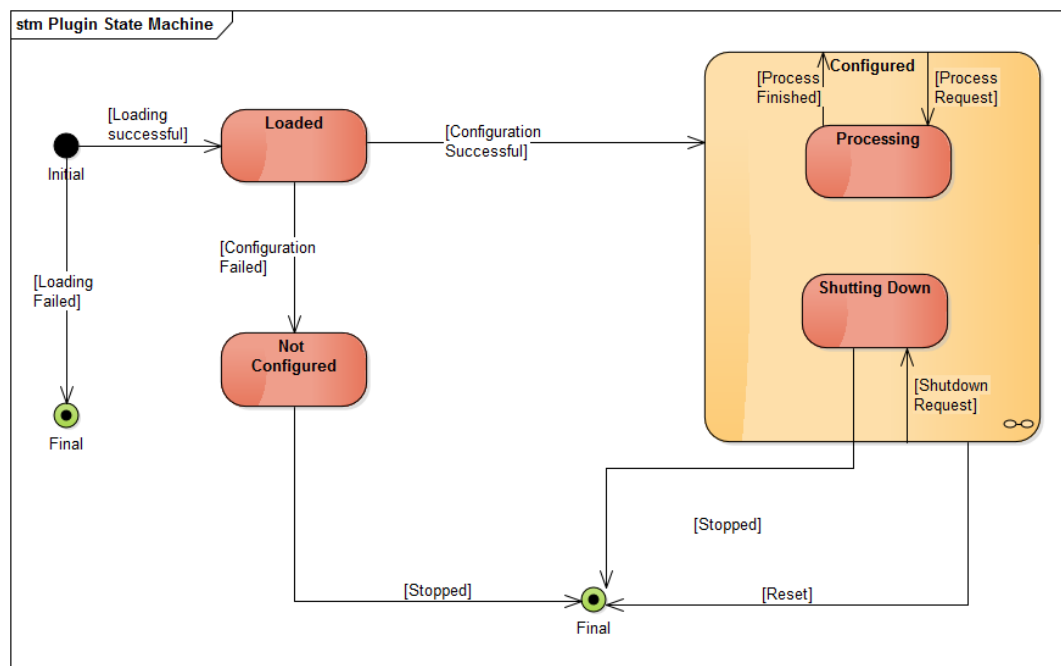 stm Plugin State Machine
[Loading
successful]
Initial
[Loading
Failed]
Final
Loaded
[Configuration
Successful]
[Configuration
Failed]
Not
Configured
Configured
[Process
Finished]
[Process
Request]
Processing
Shutting Down
[Shutdown
Request]
[Stopped]
[Stopped]
[Reset]
Final